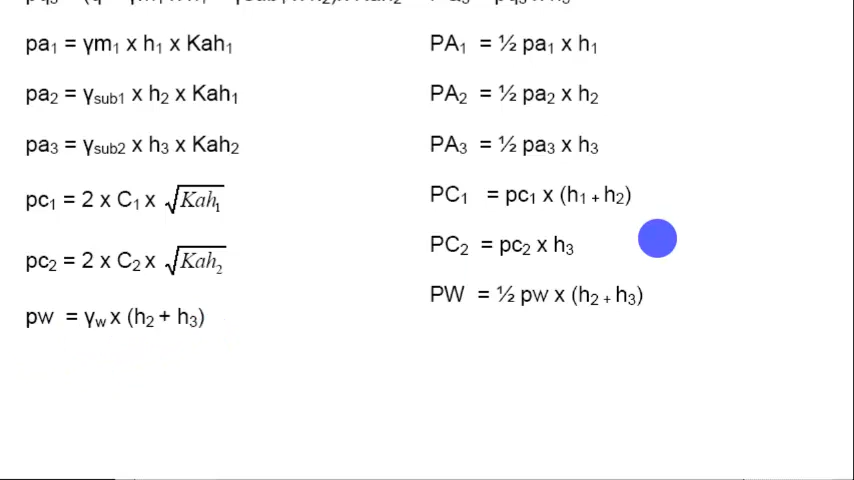 pa₁ = γm₁ x h₁ x Kah₁ PA₁ = ½ pa₁ x h₁
pa₂ = γsub1 x h₂ x Kah₁ PA₂ = ½ pa₂ x h₂
pa₃ = γsub2 x h₃ x Kah₂ PA₃ = ½ pa₃ x h₃
pc₁ = 2 x C₁ x √Kah₁ PC₁ = pc₁ x (h₁ + h₂)
pc₂ = 2 x C₂ x √Kah₂ PC₂ = pc₂ x h₃
pw = γw x (h₂ + h₃) PW = ½ pw x (h₂ + h₃)